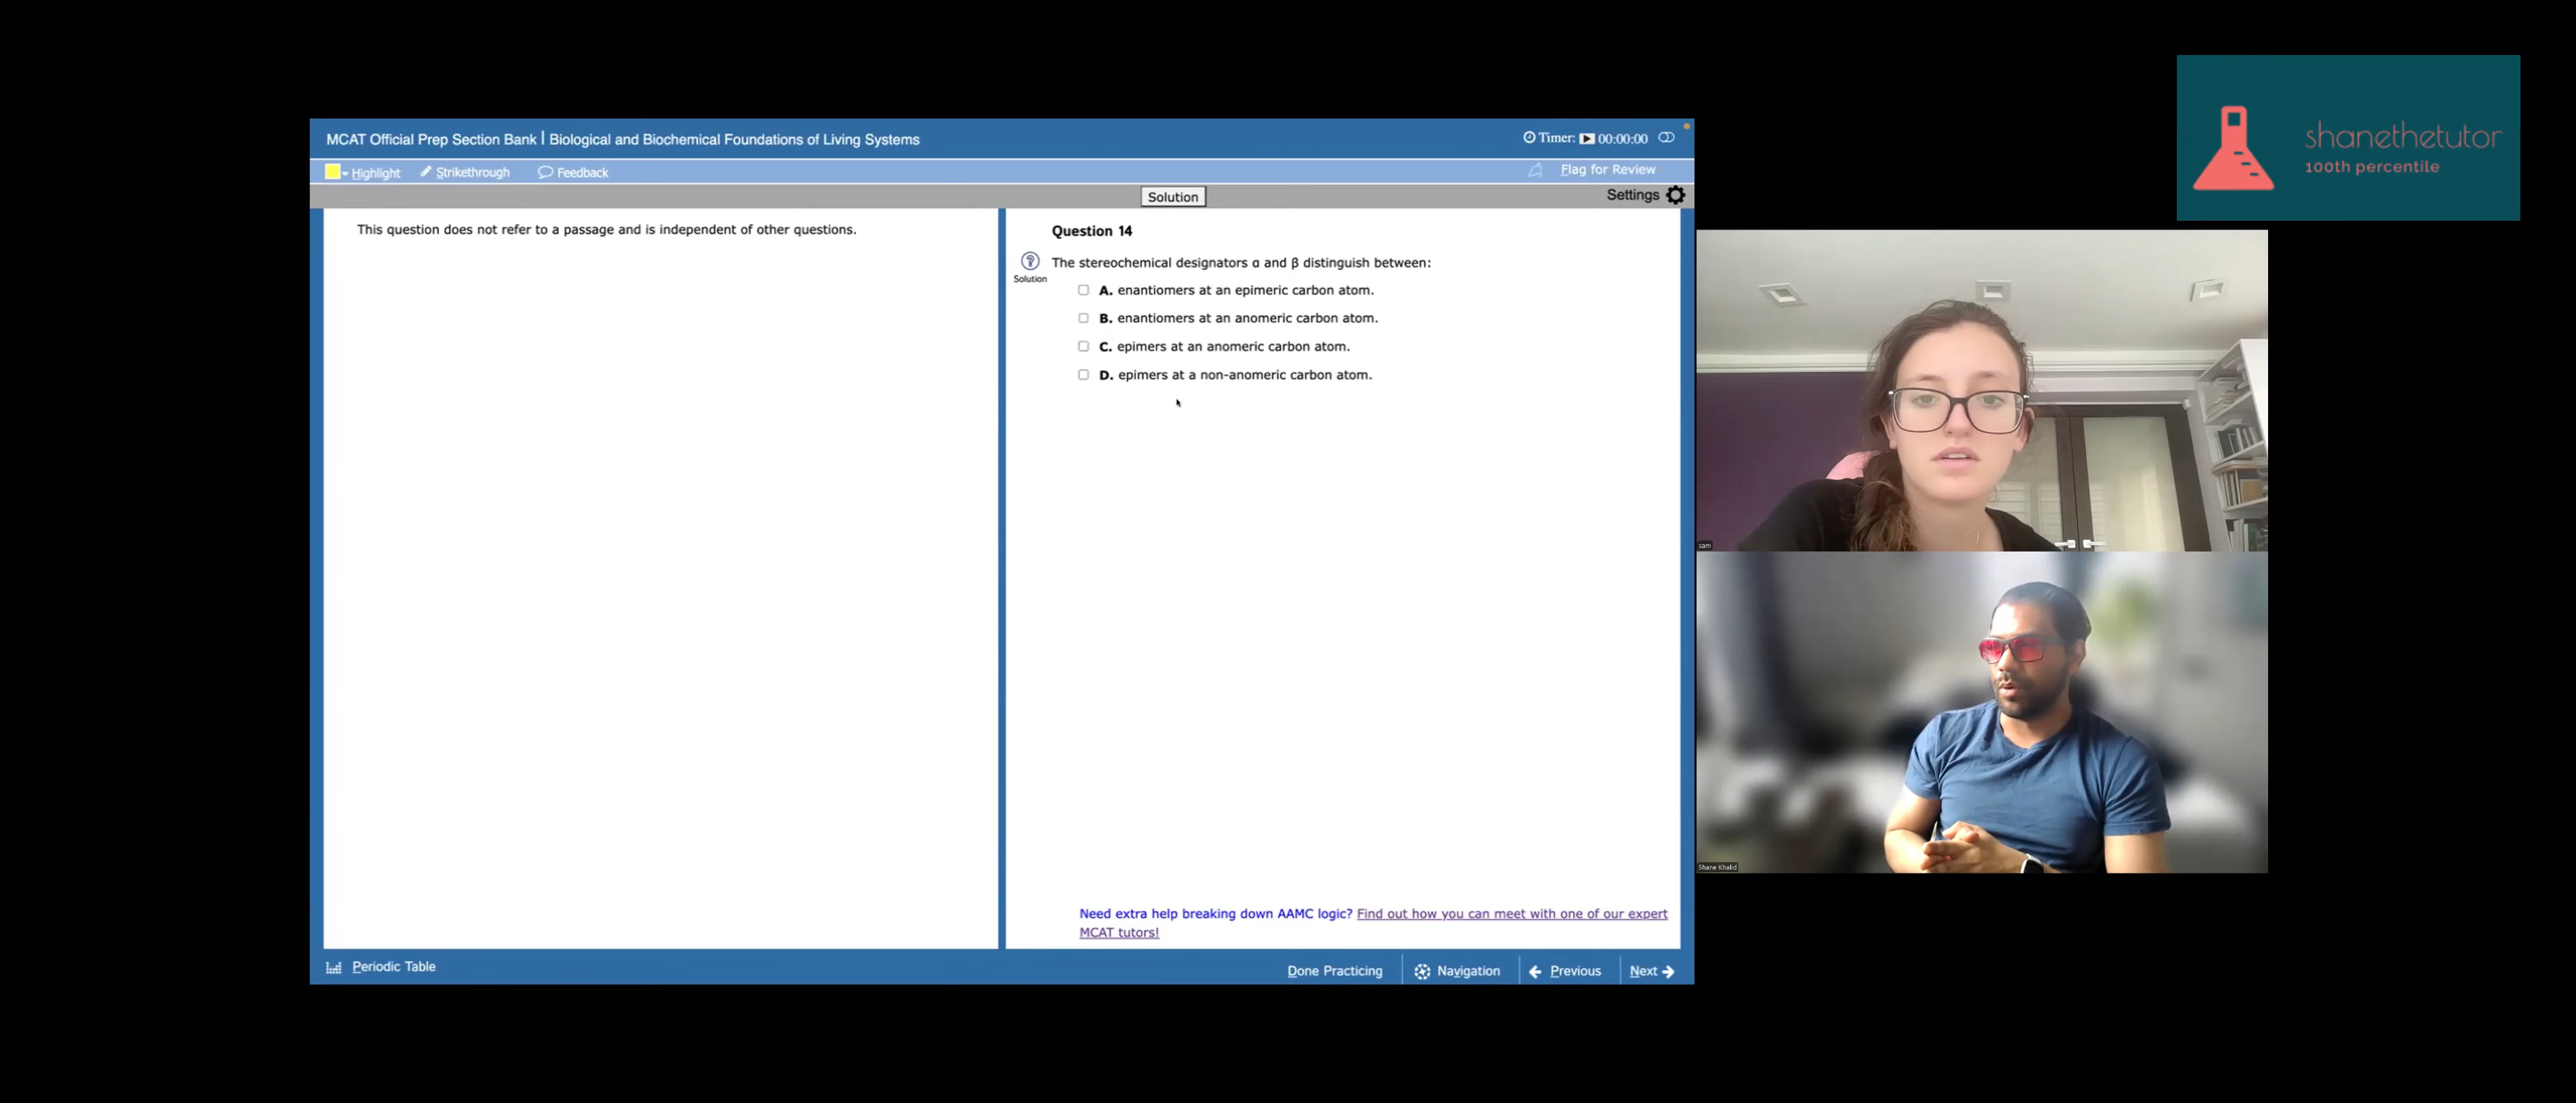 shanethetutor
100th percentile
MCAT Official Prep Section Bank | Biological and Biochemical Foundations of Living Systems
Timer: 00:00:00
Highlight Strikethrough Feedback
Flag for Review
Solution
Settings
This question does not refer to a passage and is independent of other questions.
Question 14
Solution
The stereochemical designators α and β distinguish between:
A. enantiomers at an epimeric carbon atom.
B. enantiomers at an anomeric carbon atom.
C. epimers at an anomeric carbon atom.
D. epimers at a non-anomeric carbon atom.
Need extra help breaking down AAMC logic? Find out how you can meet with one of our expert
MCAT tutors!
Periodic Table
Done Practicing
Navigation
Previous
Next
sam
Shane Khalid